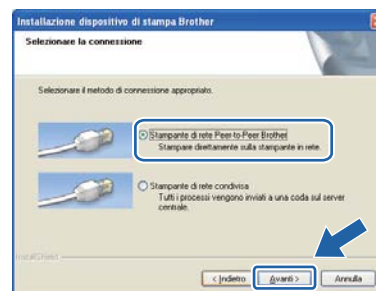 Installazione dispositivo di stampa Brother
Selezionare la connessione
Selezionare il metodo di connessione appropriato.
Stampante di rete Peer-to-Peer Brother
Stampare direttamente sulla stampante in rete.
Stampante di rete condivisa
Tutti i processi vengono inviati a una coda sul server
centrale.
InstallShield
< Indietro
Avanti >
Annulla